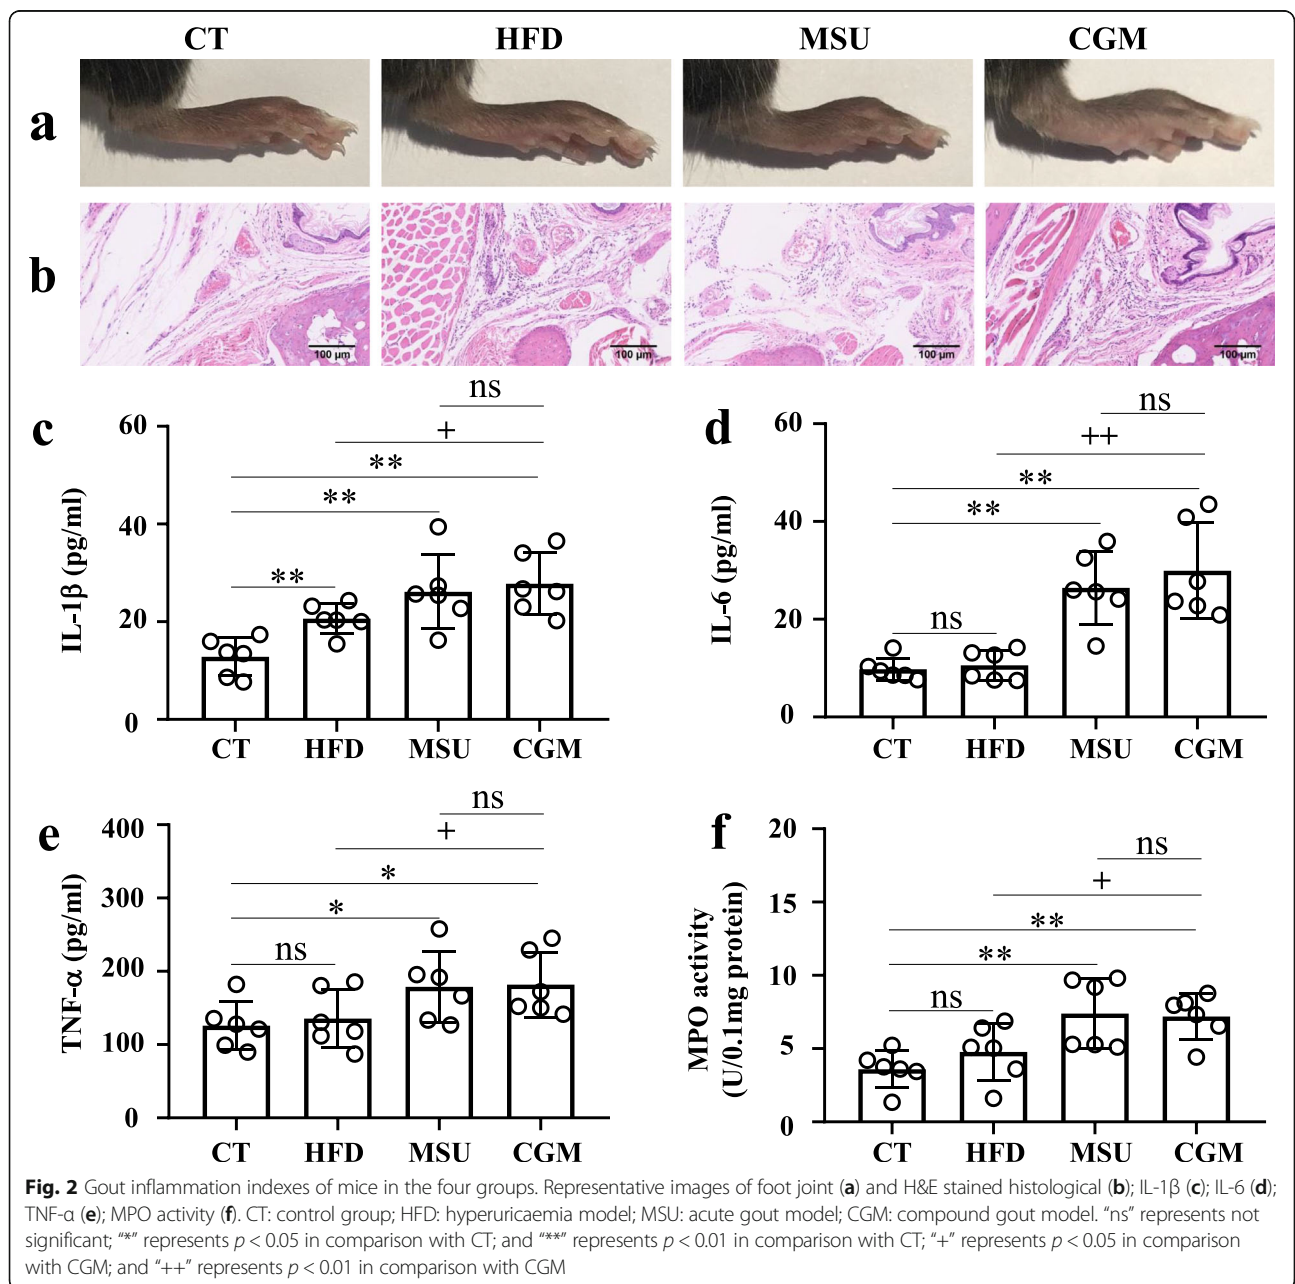 CT HFD MSU CGM
a
b
100 μm 100 μm 100 μm 100 μm
c
IL-1β (pg/ml)
60
40
20
0
ns
+
**
**
**
CT HFD MSU CGM
d
IL-6 (pg/ml)
60
40
20
0
ns
++
**
**
ns
CT HFD MSU CGM
e
TNF-α (pg/ml)
400
300
200
100
0
ns
+
*
*
ns
CT HFD MSU CGM
f
MPO activity
(U/0.1mg protein)
20
15
10
5
0
ns
+
**
**
ns
CT HFD MSU CGM
Fig. 2 Gout inflammation indexes of mice in the four groups. Representative images of foot joint (a) and H&E stained histological (b); IL-1β (c); IL-6 (d);
TNF-α (e); MPO activity (f). CT: control group; HFD: hyperuricaemia model; MSU: acute gout model; CGM: compound gout model. “ns” represents not
significant; “*” represents p < 0.05 in comparison with CT; and “**” represents p < 0.01 in comparison with CT; “+” represents p < 0.05 in comparison
with CGM; and “++” represents p < 0.01 in comparison with CGM